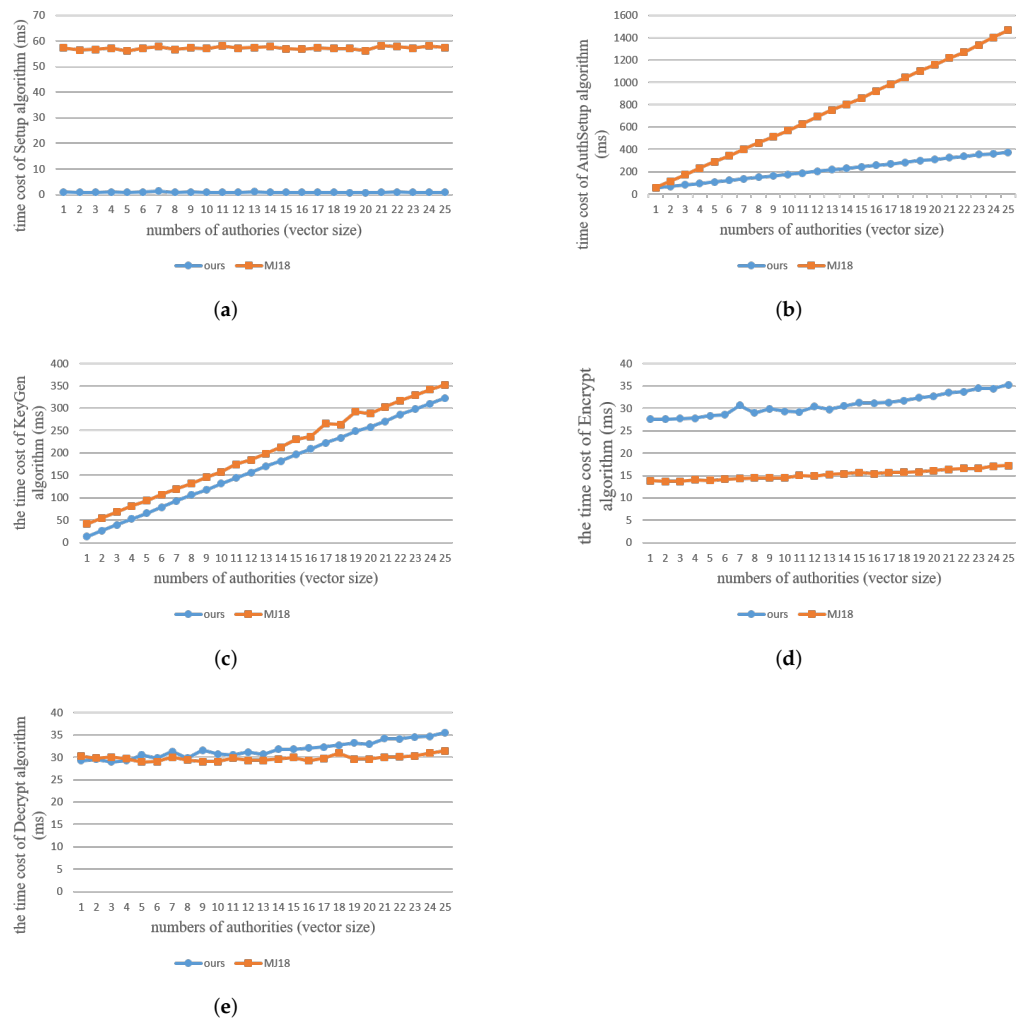 time cost of Setup algorithm (ms)
70
60
50
40
30
20
10
0
1 2 3 4 5 6 7 8 9 10 11 12 13 14 15 16 17 18 19 20 21 22 23 24 25
numbers of authories (vector size)
ours MJ18
(a)
time cost of AuthSetup algorithm
(ms)
1600
1400
1200
1000
800
600
400
200
0
1 2 3 4 5 6 7 8 9 10 11 12 13 14 15 16 17 18 19 20 21 22 23 24 25
numbers of authorities (vector size)
ours MJ18
(b)
the time cost of KeyGen
algorithm (ms)
400
350
300
250
200
150
100
50
0
1 2 3 4 5 6 7 8 9 10 11 12 13 14 15 16 17 18 19 20 21 22 23 24 25
numbers of authorities (vector size)
ours MJ18
(c)
the time cost of Encrypt
algorithm (ms)
40
35
30
25
20
15
10
5
0
1 2 3 4 5 6 7 8 9 10 11 12 13 14 15 16 17 18 19 20 21 22 23 24 25
numbers of authorities (vector size)
ours MJ18
(d)
the time cost of Decrypt algorithm
(ms)
40
35
30
25
20
15
10
5
0
1 2 3 4 5 6 7 8 9 10 11 12 13 14 15 16 17 18 19 20 21 22 23 24 25
numbers of authorities (vector size)
ours MJ18
(e)